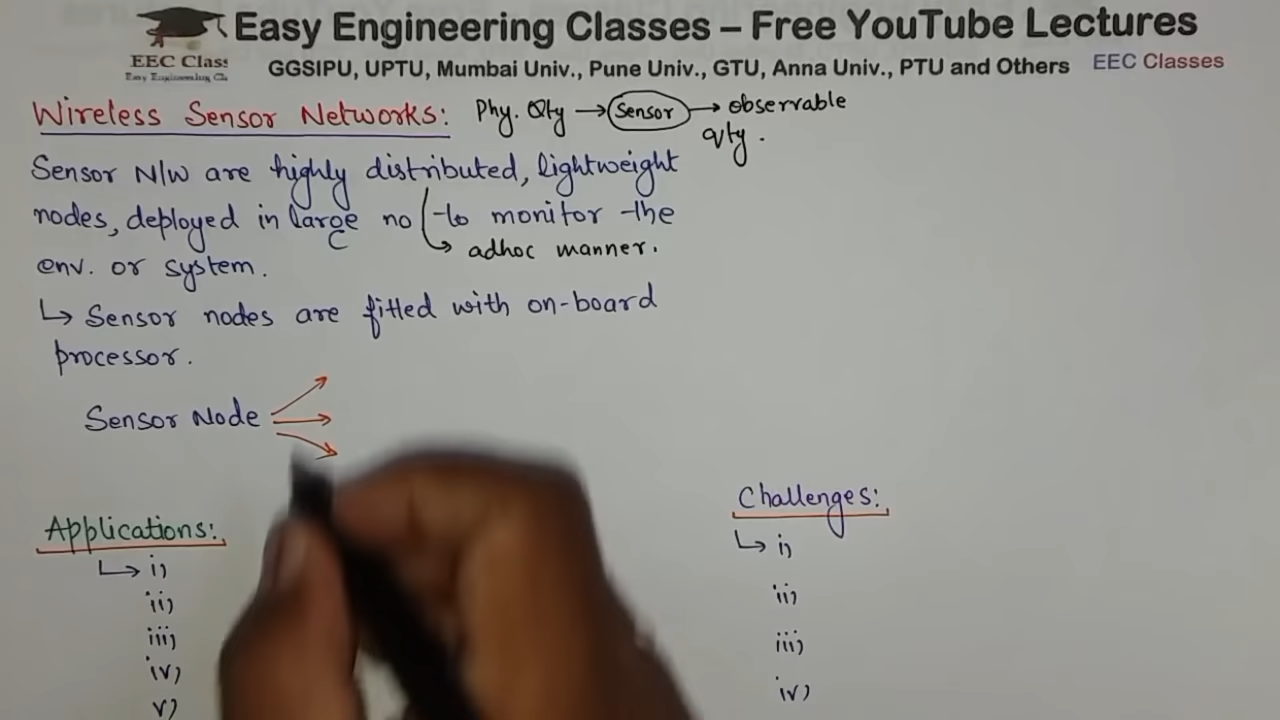 Easy Engineering Classes – Free YouTube Lectures
EEC Class
Easy Engineering Cla
GGSIPU, UPTU, Mumbai Univ., Pune Univ., GTU, Anna Univ., PTU and Others
EEC Classes
Wireless Sensor Networks: Phy. Qty → Sensor → observable
qty.
Sensor N/W are highly distributed, lightweight
nodes, deployed in large no to monitor the
adhoc manner.
env. or system.
↳ Sensor nodes are fitted with on-board
processor.
Sensor Node
Applications:
↳ i)
ii)
iii)
iv)
v)
Challenges:
↳ i)
ii)
iii)
iv)